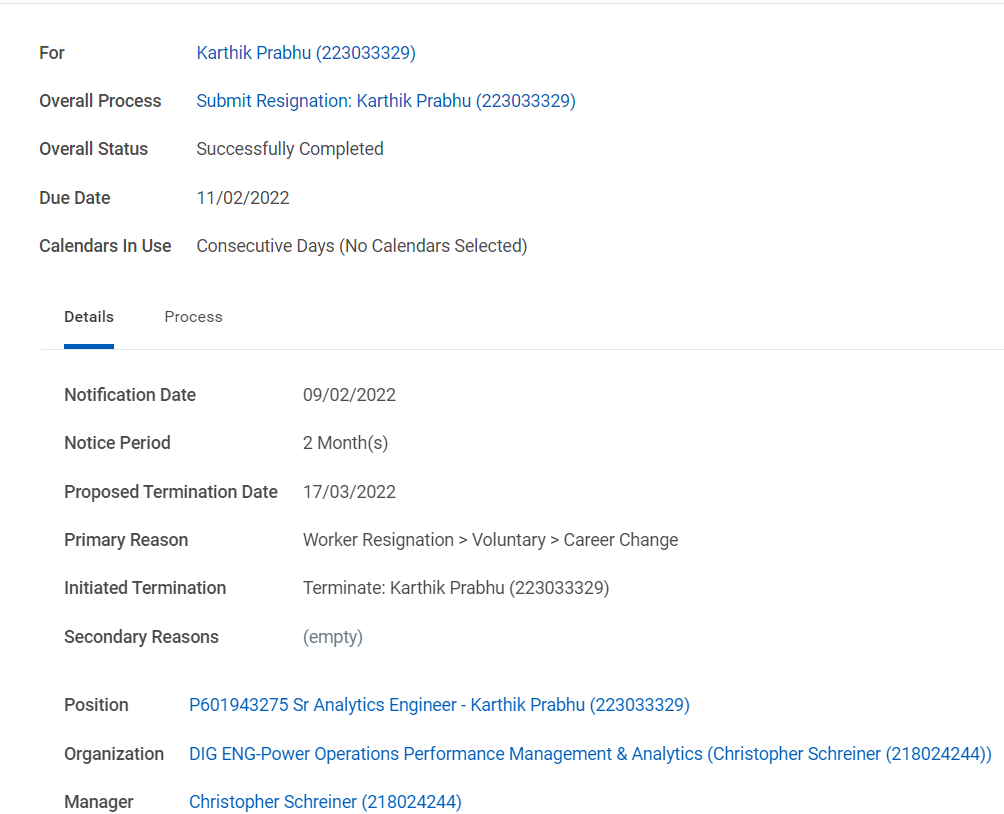 For Karthik Prabhu (223033329)
Overall Process Submit Resignation: Karthik Prabhu (223033329)
Overall Status Successfully Completed
Due Date 11/02/2022
Calendars In Use Consecutive Days (No Calendars Selected)
Details Process
Notification Date 09/02/2022
Notice Period 2 Month(s)
Proposed Termination Date 17/03/2022
Primary Reason Worker Resignation > Voluntary > Career Change
Initiated Termination Terminate: Karthik Prabhu (223033329)
Secondary Reasons (empty)
Position P601943275 Sr Analytics Engineer - Karthik Prabhu (223033329)
Organization DIG ENG-Power Operations Performance Management & Analytics (Christopher Schreiner (218024244))
Manager Christopher Schreiner (218024244)